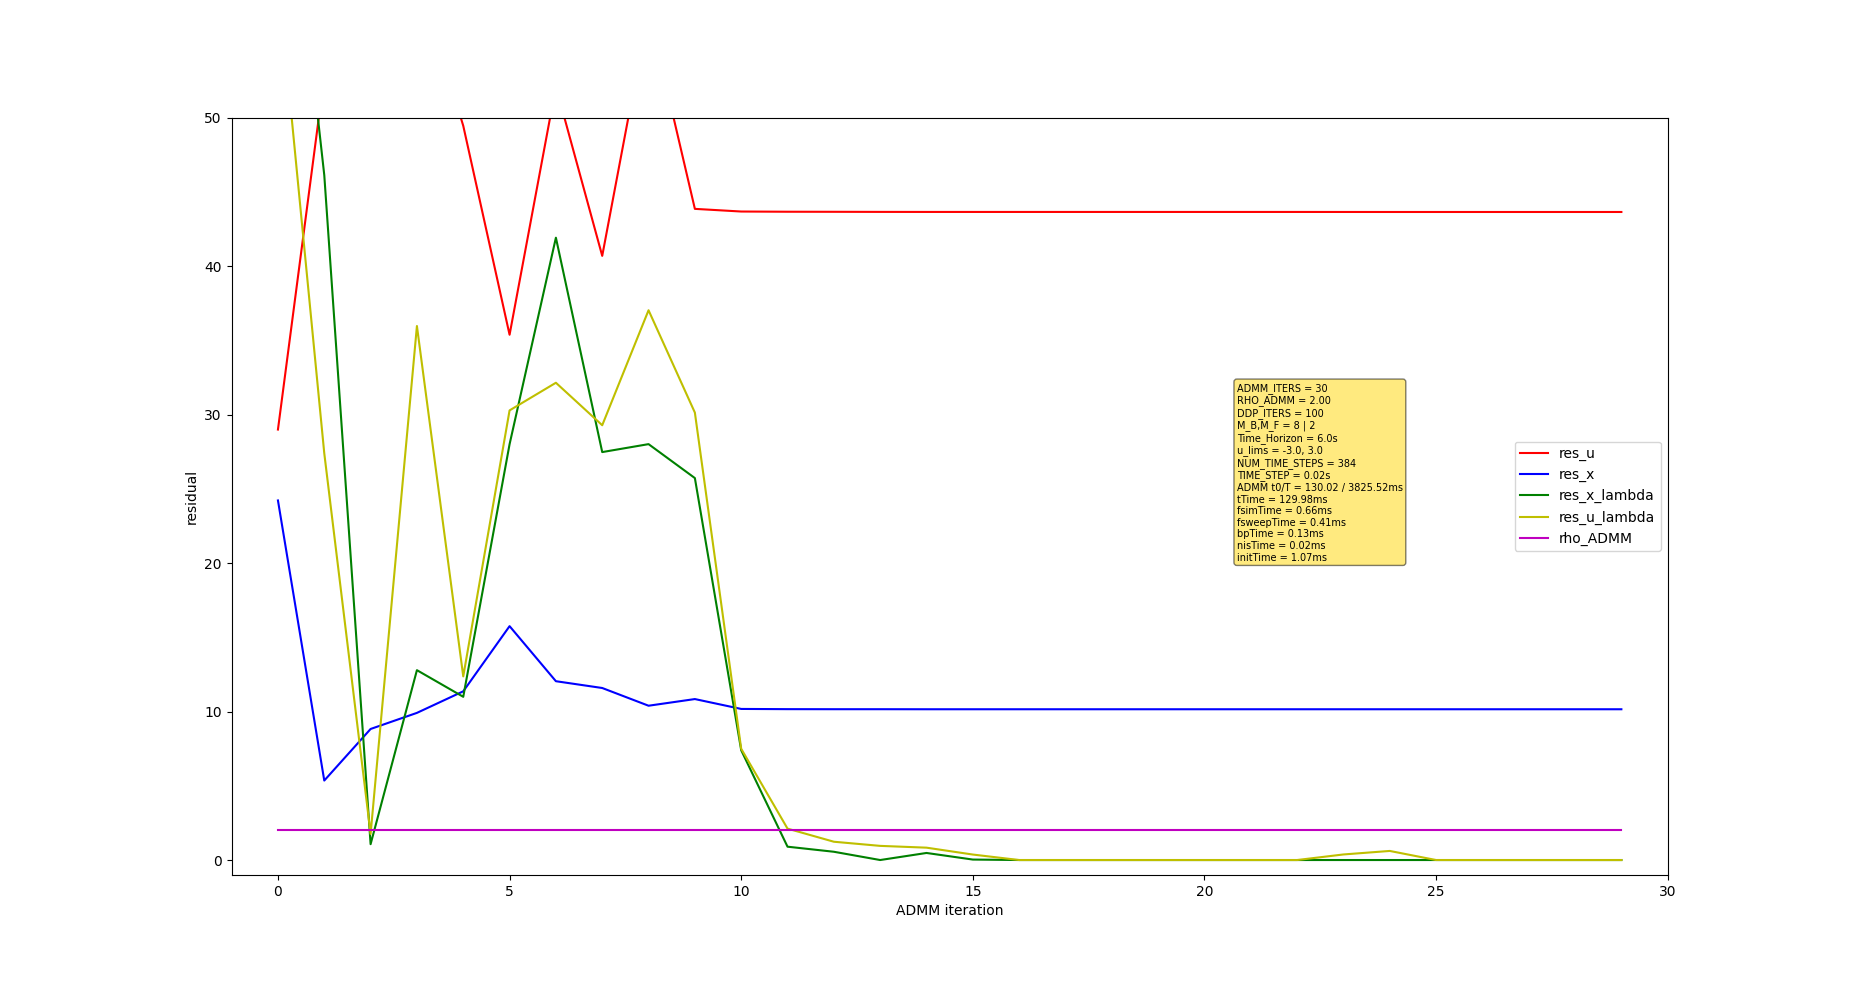 50
40
30
20
10
0
residual
0 5 10 15 20 25 30
ADMM iteration
ADMM_ITERS = 30
RHO_ADMM = 2.00
DDP_ITERS = 100
M_B,M_F = 8 | 2
Time_Horizon = 6.0s
u_lims = -3.0, 3.0
NUM_TIME_STEPS = 384
TIME_STEP = 0.02s
ADMM t0/T = 130.02 / 3825.52ms
tTime = 129.98ms
fsimTime = 0.66ms
fsweepTime = 0.41ms
bpTime = 0.13ms
nisTime = 0.02ms
initTime = 1.07ms
res_u
res_x
res_x_lambda
res_u_lambda
rho_ADMM